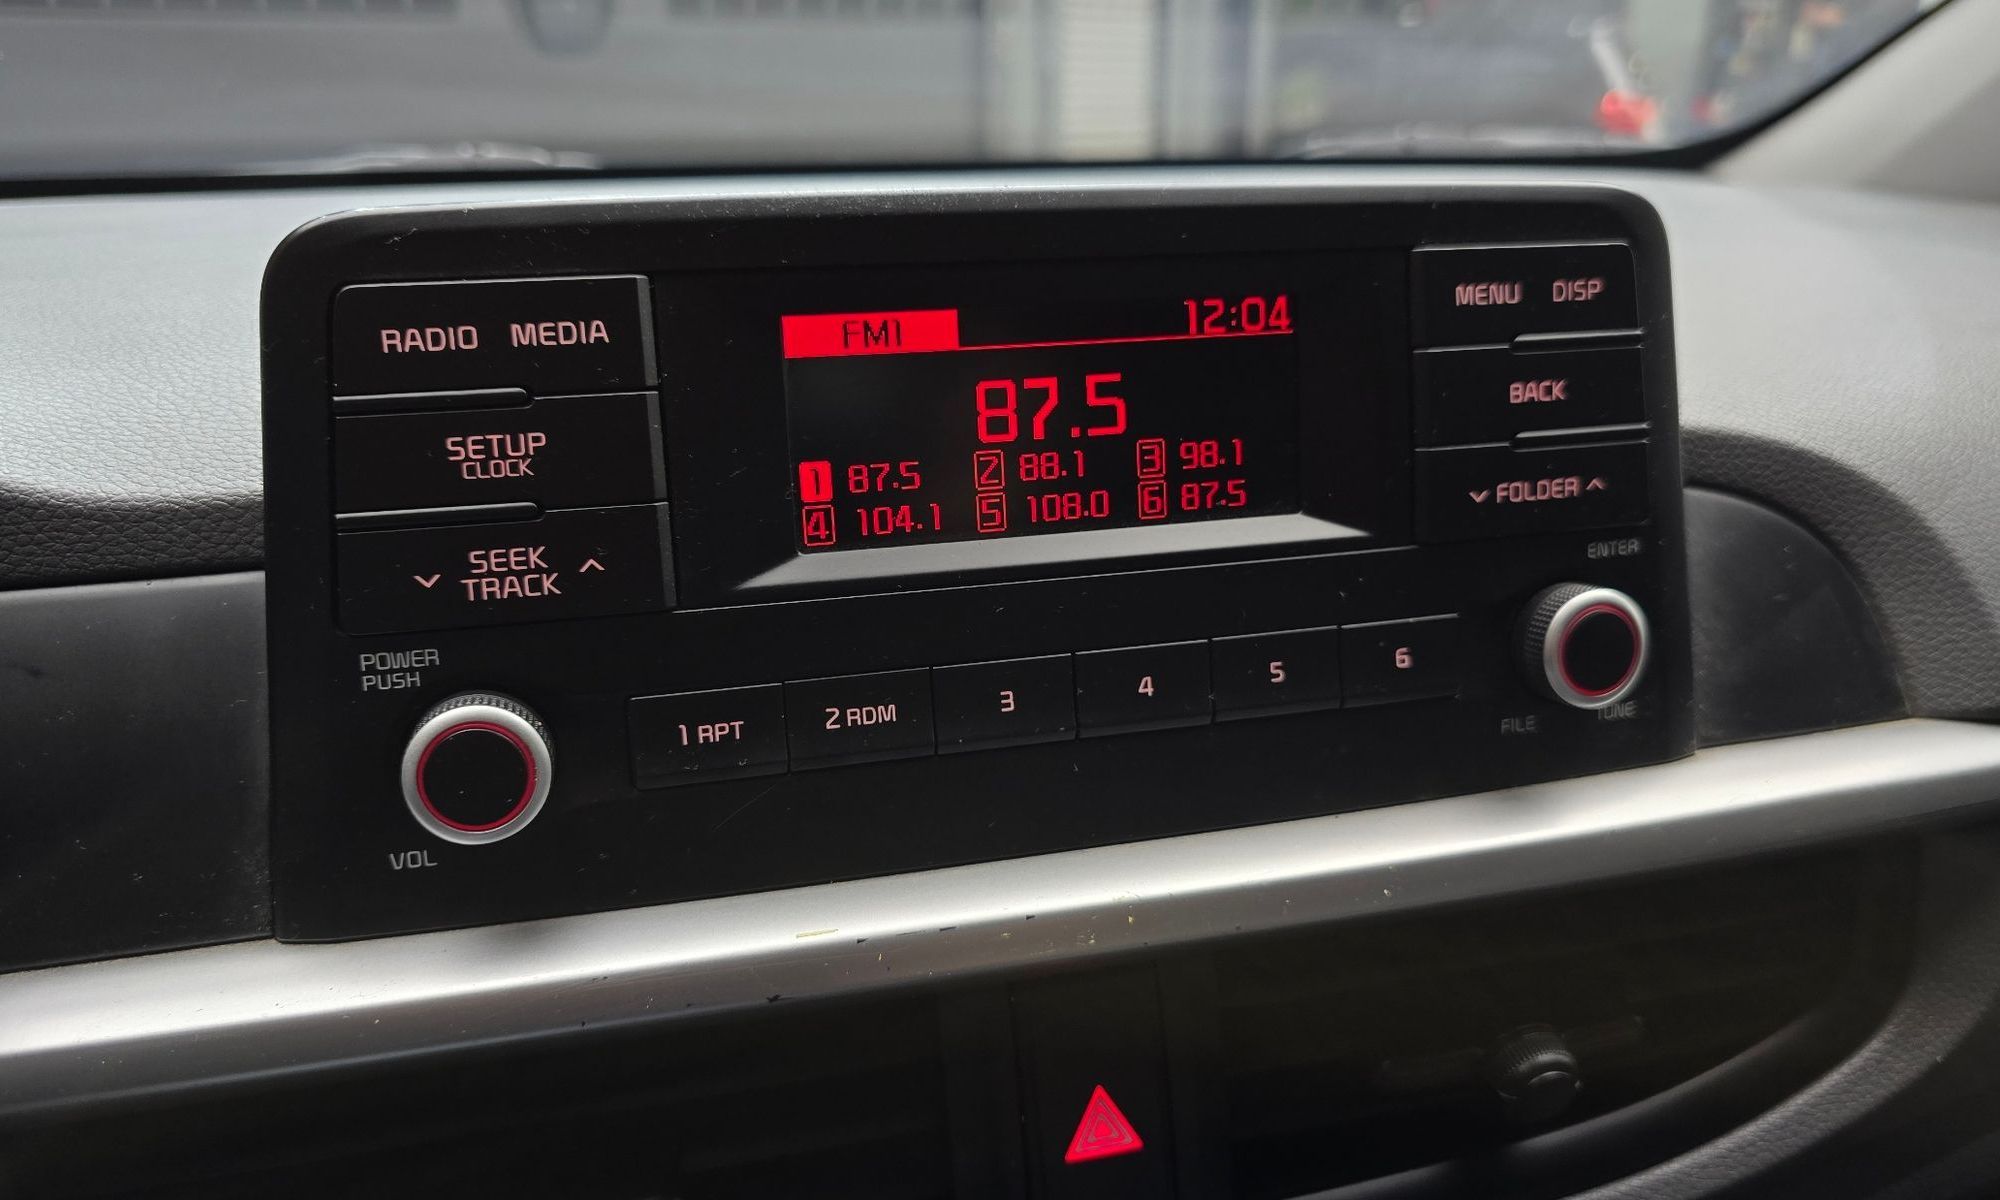 RADIO MEDIA
SETUP
CLOCK
SEEK
TRACK
POWER
PUSH
VOL
FM1 12:04
87.5
1 87.5 2 88.1 3 98.1
4 104.1 5 108.0 6 87.5
1 RPT 2 RDM 3 4 5 6
MENU DISP
BACK
FOLDER
ENTER
FILE TUNE